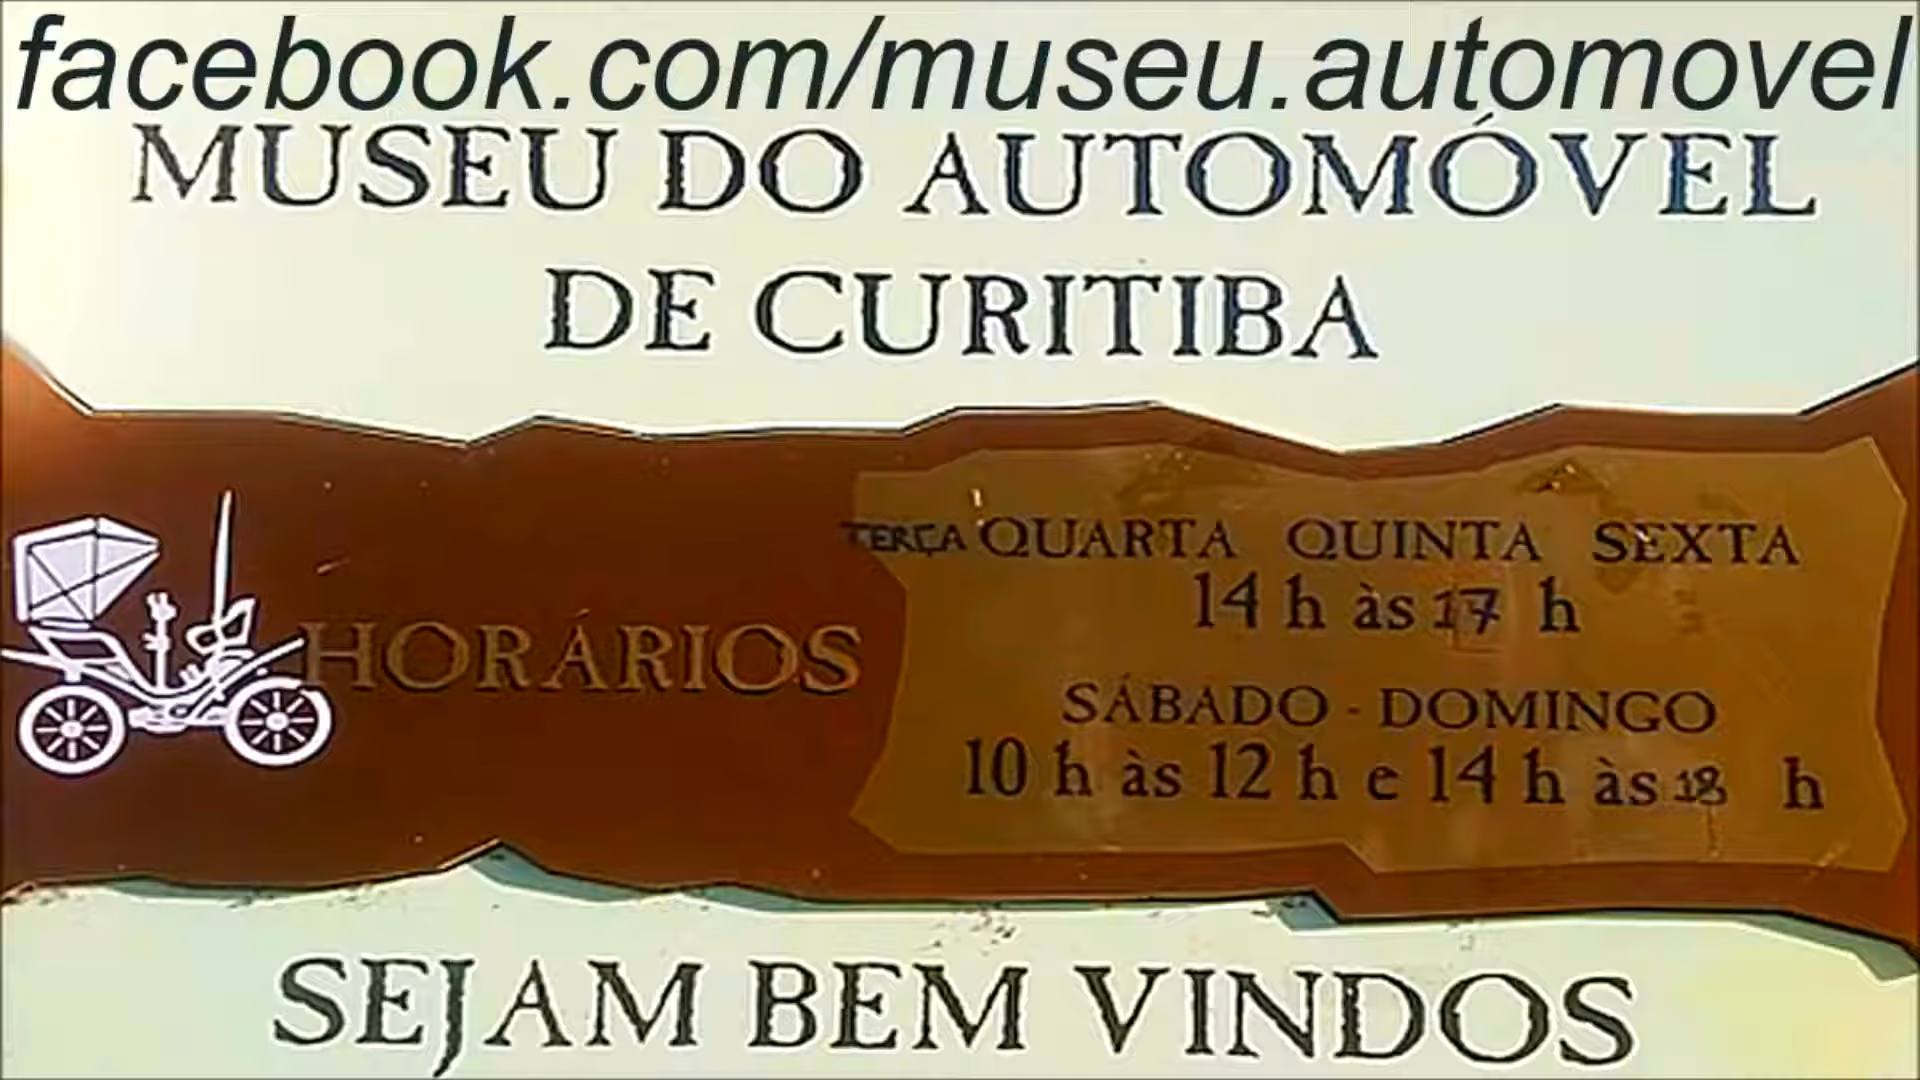 facebook.com/museu.automovel
MUSEU DO AUTOMÓVEL
DE CURITIBA
TERÇA QUARTA QUINTA SEXTA
14 h às 17 h
HORÁRIOS
SÁBADO - DOMINGO
10 h às 12 h e 14 h às 18 h
SEJAM BEM VINDOS